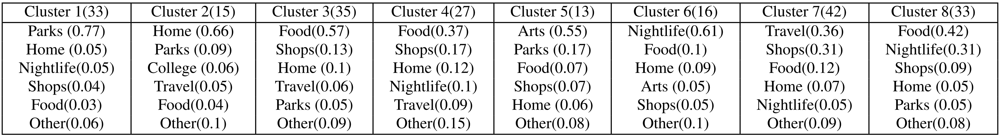 Cluster 1(33) Cluster 2(15) Cluster 3(35) Cluster 4(27) Cluster 5(13) Cluster 6(16) Cluster 7(42) Cluster 8(33)
Parks (0.77) Home (0.66) Food(0.57) Food(0.37) Arts (0.55) Nightlife(0.61) Travel(0.36) Food(0.42)
Home (0.05) Parks (0.09) Shops(0.13) Shops(0.17) Parks (0.17) Food(0.1) Shops(0.31) Nightlife(0.31)
Nightlife(0.05) College (0.06) Home (0.1) Home (0.12) Food(0.07) Home (0.09) Food(0.12) Shops(0.09)
Shops(0.04) Travel(0.05) Travel(0.06) Nightlife(0.1) Shops(0.07) Arts (0.05) Home (0.07) Home (0.05)
Food(0.03) Food(0.04) Parks (0.05) Travel(0.09) Home (0.06) Shops(0.05) Nightlife(0.05) Parks (0.05)
Other(0.06) Other(0.1) Other(0.09) Other(0.15) Other(0.08) Other(0.1) Other(0.09) Other(0.08)